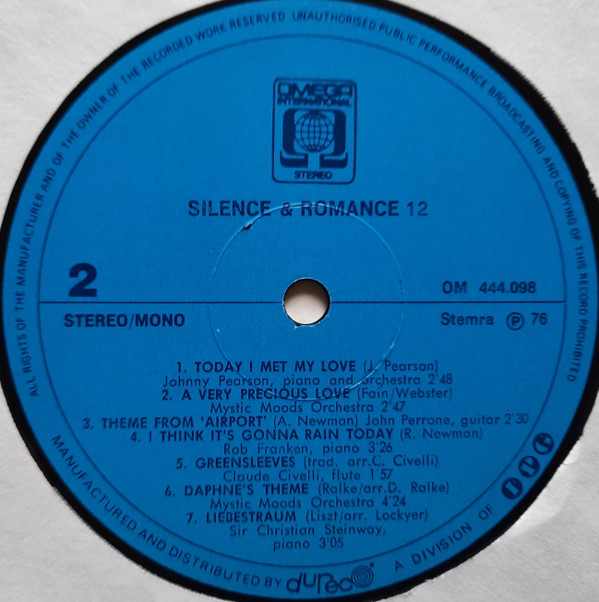 ALL RIGHTS OF THE MANUFACTURER AND OF THE OWNER OF THE RECORDED WORK RESERVED UNAUTHORISED PUBLIC PERFORMANCE BROADCASTING AND COPYING OF THIS RECORD PROHIBITED
OMEGA
INTERNATIONAL
STEREO
SILENCE & ROMANCE 12
2
OM 444.098
STEREO/MONO
Stemra Ⓟ 76
1. TODAY I MET MY LOVE (J. Pearson)
Johnny Pearson, piano and orchestra 2'48
2. A VERY PRECIOUS LOVE (Fain/Webster)
Mystic Moods Orchestra 2'47
3. THEME FROM 'AIRPORT' (A. Newman) John Perrone, guitar 2'30
4. I THINK IT'S GONNA RAIN TODAY (R. Newman)
Rob Franken, piano 3'26
5. GREENSLEEVES (trad. arr.C. Civelli)
Claude Civelli, flute 1'57
6. DAPHNE'S THEME (Ralke/arr.D. Ralke)
Mystic Moods Orchestra 4'24
7. LIEBESTRAUM (Liszt/arr. Lockyer)
Sir Christian Steinway,
piano 3'05
MANUFACTURED AND DISTRIBUTED BY dureco A DIVISION OF